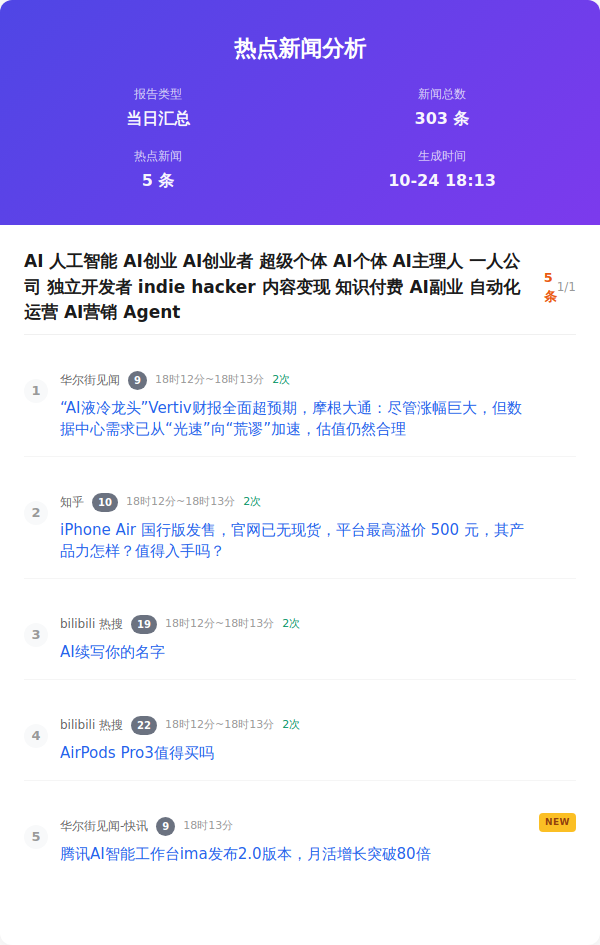 热点新闻分析
报告类型
当日汇总
新闻总数
303 条
热点新闻
5 条
生成时间
10-24 18:13
AI 人工智能 AI创业 AI创业者 超级个体 AI个体 AI主理人 一人公
司 独立开发者 indie hacker 内容变现 知识付费 AI副业 自动化
运营 AI营销 Agent
5
条
1/1
1
华尔街见闻 9 18时12分~18时13分 2次
“AI液冷龙头”Vertiv财报全面超预期，摩根大通：尽管涨幅巨大，但数
据中心需求已从“光速”向“荒谬”加速，估值仍然合理
2
知乎 10 18时12分~18时13分 2次
iPhone Air 国行版发售，官网已无现货，平台最高溢价 500 元，其产
品力怎样？值得入手吗？
3
bilibili 热搜 19 18时12分~18时13分 2次
AI续写你的名字
4
bilibili 热搜 22 18时12分~18时13分 2次
AirPods Pro3值得买吗
5
华尔街见闻-快讯 9 18时13分
NEW
腾讯AI智能工作台ima发布2.0版本，月活增长突破80倍